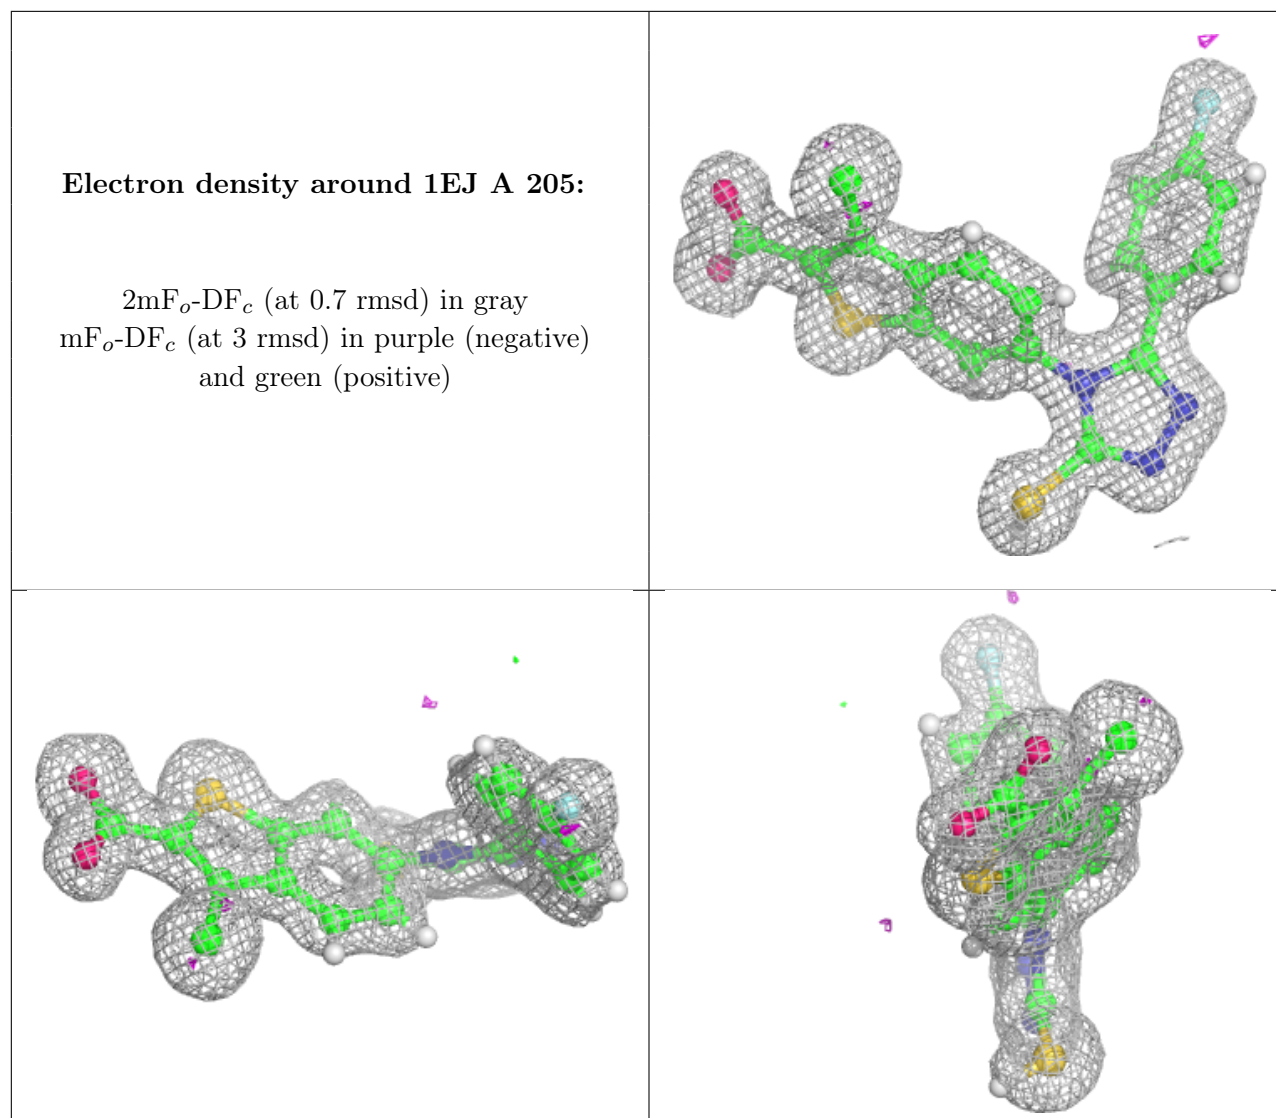 Electron density around 1EJ A 205:
2mFo-DFc (at 0.7 rmsd) in gray
mFo-DFc (at 3 rmsd) in purple (negative)
and green (positive)